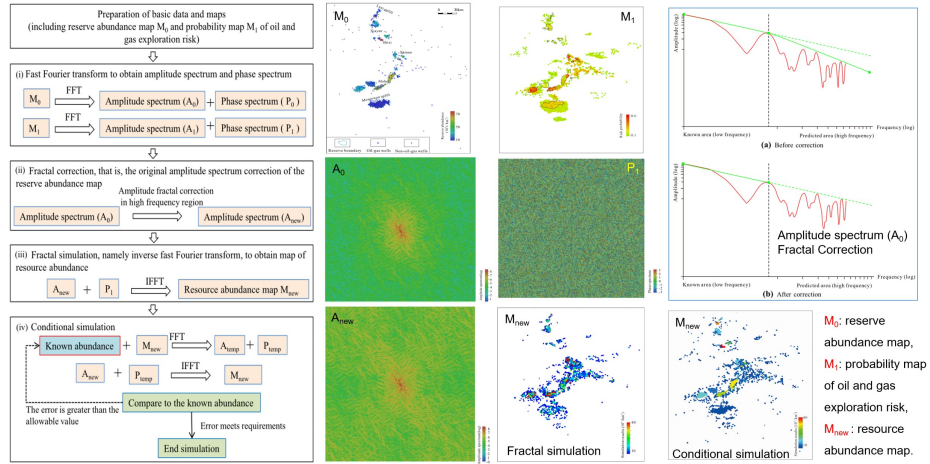 Preparation of basic data and maps
(including reserve abundance map M0 and probability map M1 of oil and
gas exploration risk)
(i) Fast Fourier transform to obtain amplitude spectrum and phase spectrum
M0
FFT
Amplitude spectrum (A0)
+
Phase spectrum ( P0 )
M1
FFT
Amplitude spectrum (A1)
+
Phase spectrum ( P1 )
(ii) Fractal correction, that is, the original amplitude spectrum correction of the
reserve abundance map
Amplitude fractal correction
in high frequency region
Amplitude spectrum (A0)
Amplitude spectrum (Anew)
(iii) Fractal simulation, namely inverse fast Fourier transform, to obtain map of
resource abundance
Anew
+
P1
IFFT
Resource abundance map Mnew
(iv) Conditional simulation
Known abundance
+
Mnew
FFT
Atemp
+
Ptemp
Anew
+
Ptemp
IFFT
Mnew
Compare to the known abundance
The error is greater than the
allowable value
Error meets requirements
End simulation
M0
Reserve boundary
Oil-gas wells
Non-oil-gas wells
M1
A0
P1
Anew
Mnew
Fractal simulation
Mnew
Conditional simulation
Amplitude (log)
Frequency (log)
Known area (low frequency)
Predicted area (high frequency)
(a) Before correction
Amplitude (log)
Amplitude spectrum (A0)
Fractal Correction
Frequency (log)
Known area (low frequency)
Predicted area (high frequency)
(b) After correction
M0: reserve
abundance map,
M1: probability map
of oil and gas
exploration risk,
Mnew : resource
abundance map.